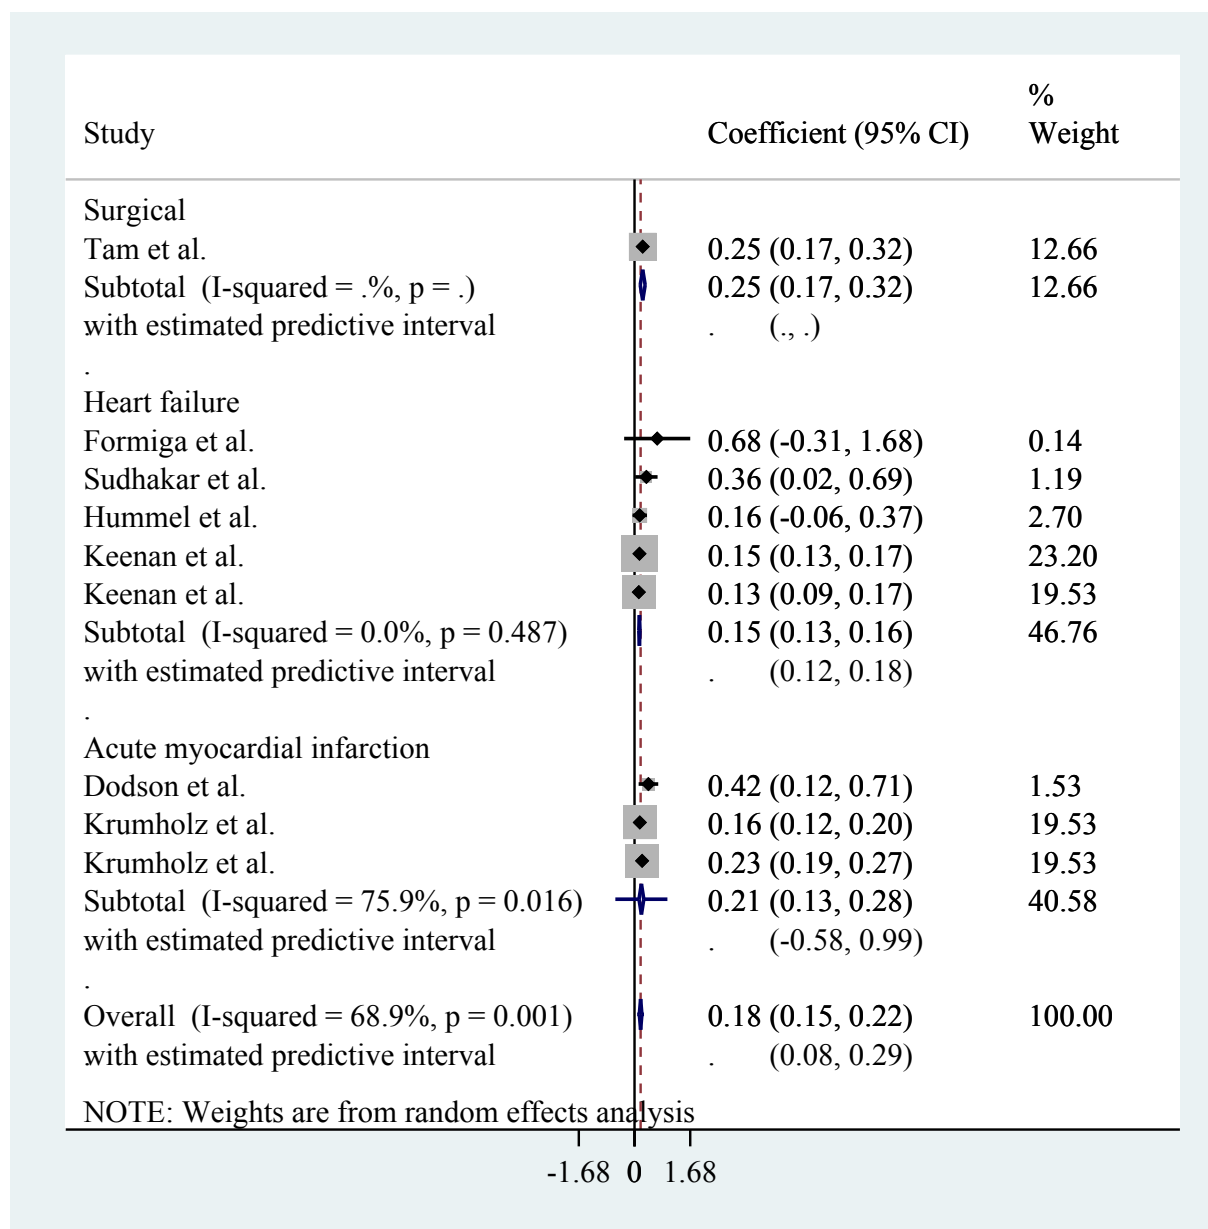 %
Study Coefficient (95% CI) Weight
Surgical
Tam et al. 0.25 (0.17, 0.32) 12.66
Subtotal (I-squared = .%, p = .) 0.25 (0.17, 0.32) 12.66
with estimated predictive interval . (., .)
.
Heart failure
Formiga et al. 0.68 (-0.31, 1.68) 0.14
Sudhakar et al. 0.36 (0.02, 0.69) 1.19
Hummel et al. 0.16 (-0.06, 0.37) 2.70
Keenan et al. 0.15 (0.13, 0.17) 23.20
Keenan et al. 0.13 (0.09, 0.17) 19.53
Subtotal (I-squared = 0.0%, p = 0.487) 0.15 (0.13, 0.16) 46.76
with estimated predictive interval . (0.12, 0.18)
.
Acute myocardial infarction
Dodson et al. 0.42 (0.12, 0.71) 1.53
Krumholz et al. 0.16 (0.12, 0.20) 19.53
Krumholz et al. 0.23 (0.19, 0.27) 19.53
Subtotal (I-squared = 75.9%, p = 0.016) 0.21 (0.13, 0.28) 40.58
with estimated predictive interval . (-0.58, 0.99)
.
Overall (I-squared = 68.9%, p = 0.001) 0.18 (0.15, 0.22) 100.00
with estimated predictive interval . (0.08, 0.29)
NOTE: Weights are from random effects analysis
-1.68 0 1.68